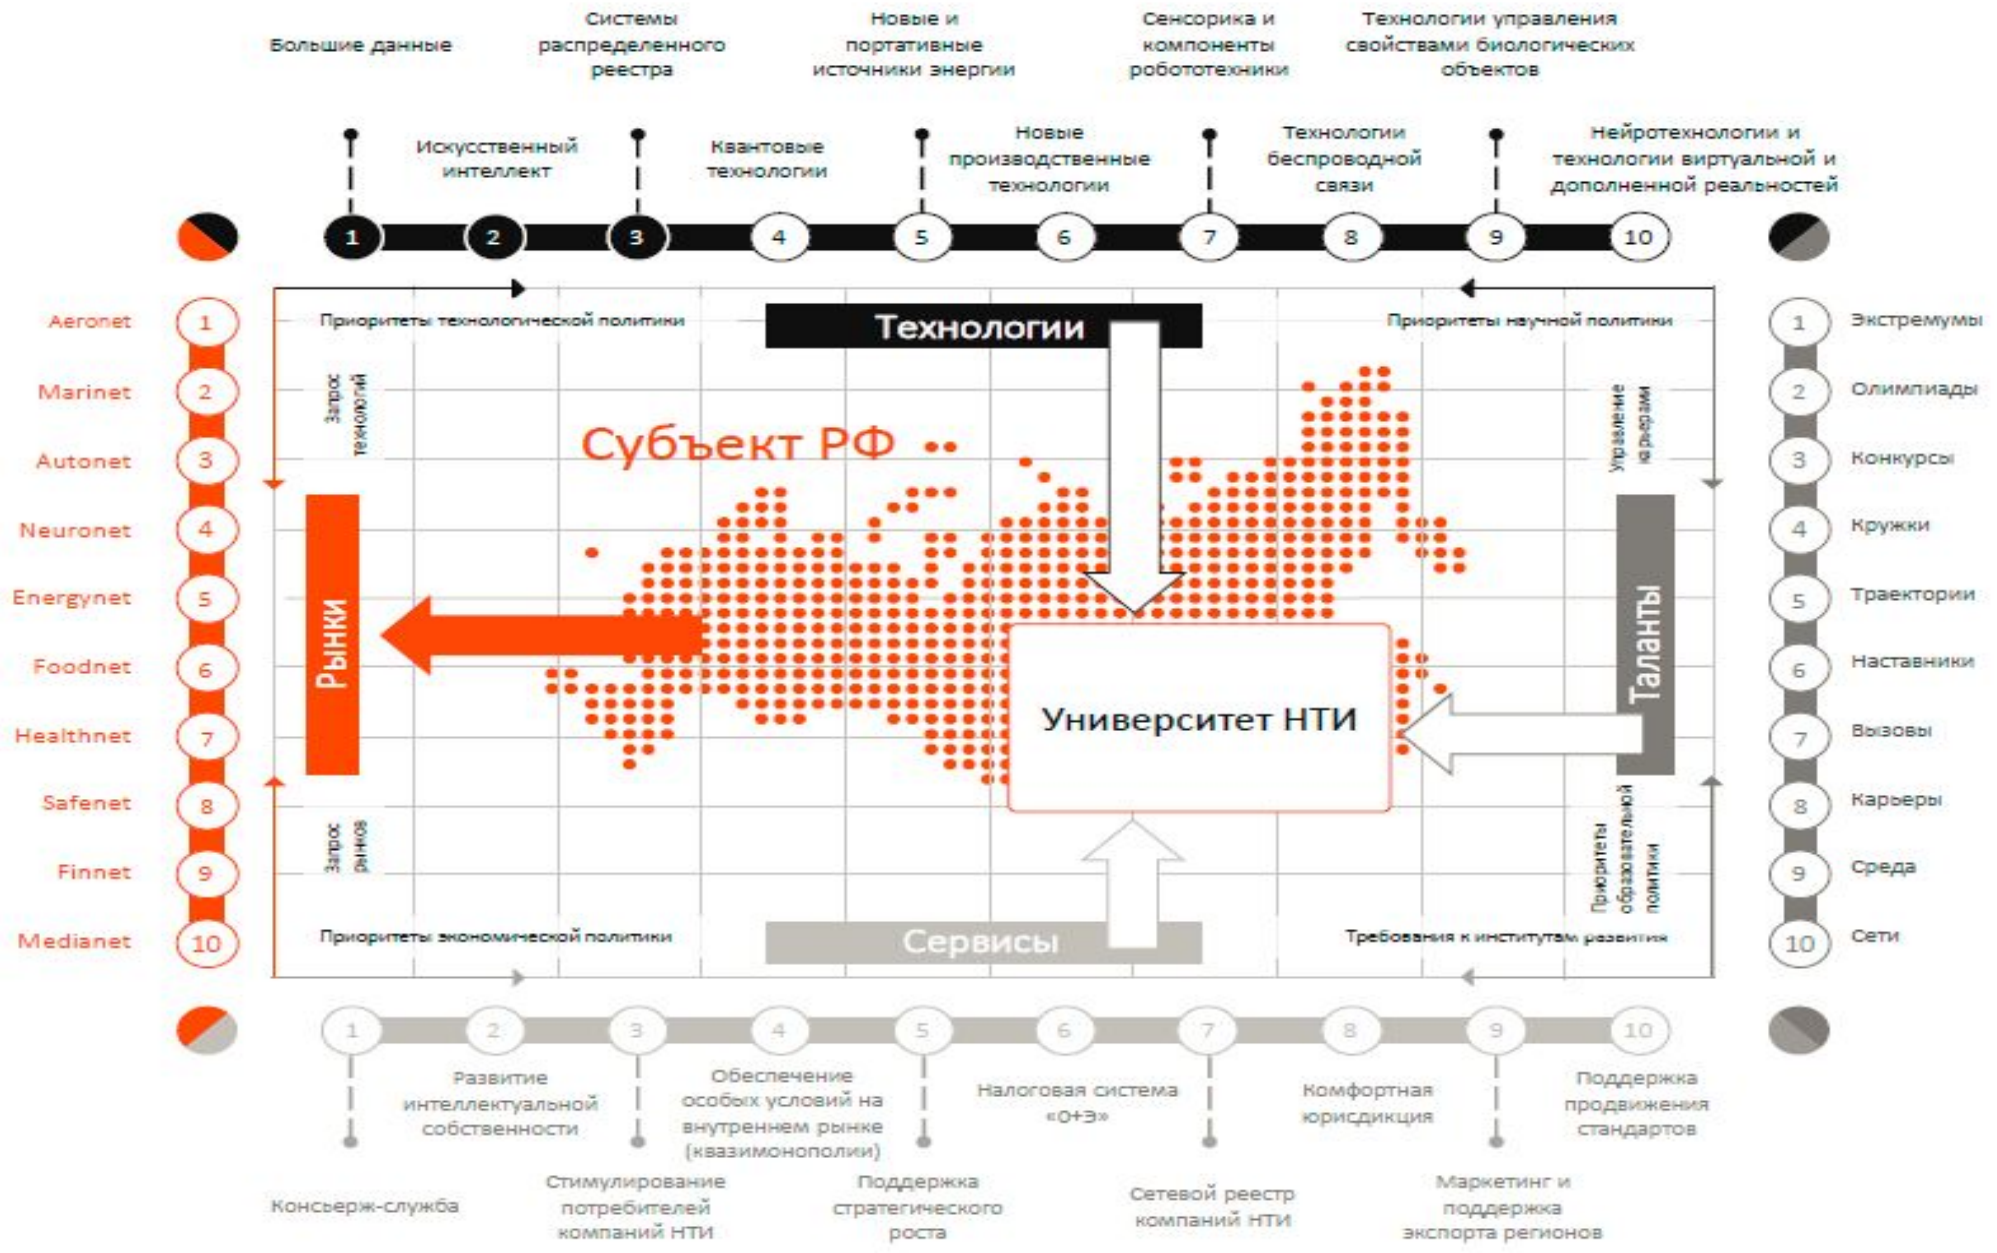 Большие данные
Системы
распределенного
реестра
Новые и
портативные
источники энергии
Сенсорика и
компоненты
робототехники
Технологии управления
свойствами биологических
объектов
Искусственный
интеллект
Квантовые
технологии
Новые
производственные
технологии
Технологии
беспроводной
связи
Нейротехнологии и
технологии виртуальной и
дополненной реальностей
1 2 3 4 5 6 7 8 9 10
Приоритеты технологической политики
Технологии
Приоритеты научной политики
Aeronet 1
Marinet 2
Autonet 3
Neuronet 4
Energynet 5
Foodnet 6
Healthnet 7
Safenet 8
Finnet 9
Medianet 10
Запрос
технологий
Рынки
Запрос
рынков
Субъект РФ
Университет НТИ
Управление
карьерами
Таланты
Приоритеты
образовательной
политики
1 Экстремумы
2 Олимпиады
3 Конкурсы
4 Кружки
5 Траектории
6 Наставники
7 Вызовы
8 Карьеры
9 Среда
10 Сети
Приоритеты экономической политики
Сервисы
Требования к институтам развития
1 2 3 4 5 6 7 8 9 10
Развитие
интеллектуальной
собственности
Обеспечение
особых условий на
внутреннем рынке
(квазимонополии)
Налоговая система
«0+Э»
Комфортная
юрисдикция
Поддержка
продвижения
стандартов
Консьерж-служба
Стимулирование
потребителей
компаний НТИ
Поддержка
стратегического
роста
Сетевой реестр
компаний НТИ
Маркетинг и
поддержка
экспорта регионов